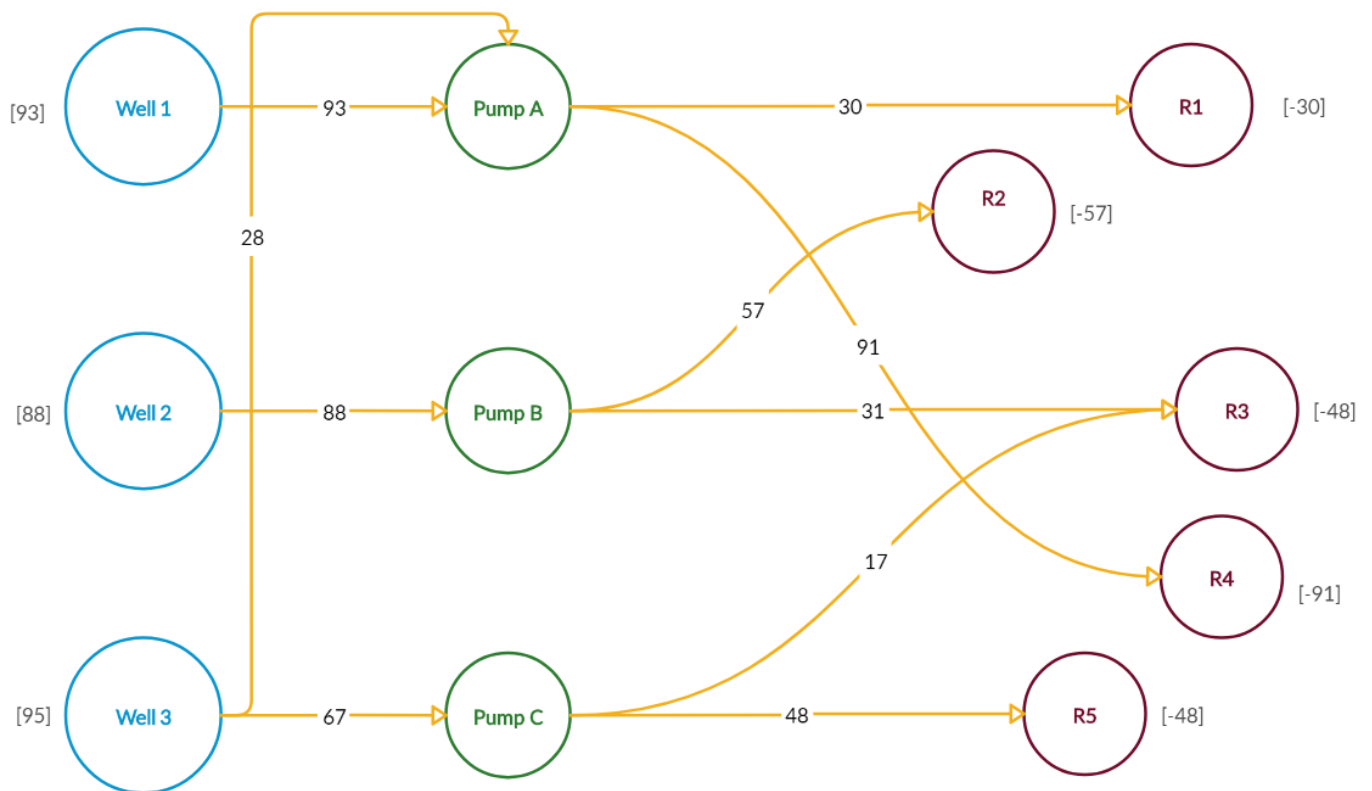 [93]
Well 1
93
Pump A
30
R1
[-30]
R2
[-57]
28
57
91
[88]
Well 2
88
Pump B
31
R3
[-48]
17
R4
[-91]
[95]
Well 3
67
Pump C
48
R5
[-48]